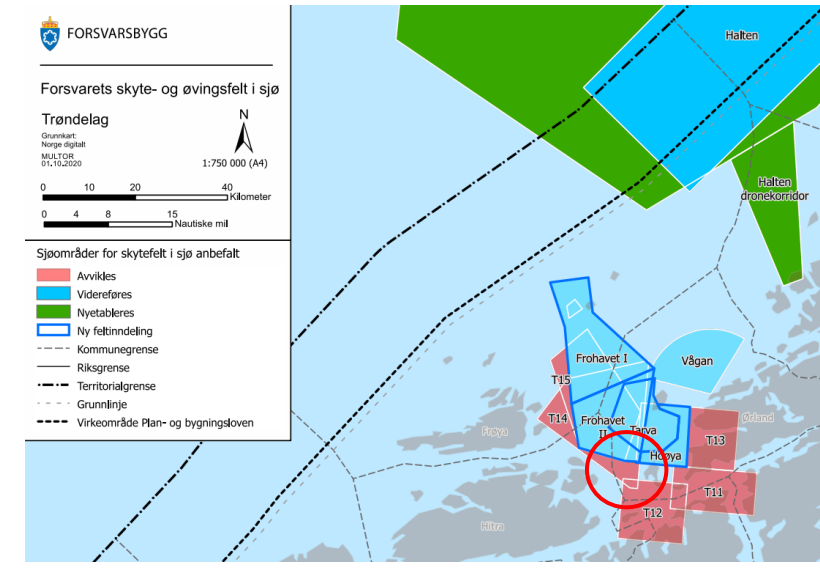 FORSVARSBYGG
Forsvarets skyte- og øvingsfelt i sjø
Trøndelag
Grunnkart:
Norge digitalt
MULTOR
01.10.2020
N
1:750 000 (A4)
0 10 20 40
Kilometer
0 4 8 15
Nautiske mil
Sjøområder for skytefelt i sjø anbefalt
Avvikles
Videreføres
Nyetableres
Ny feltinndeling
Kommunegrense
Riksgrense
Territorialgrense
Grunnlinje
Virkeområde Plan- og bygningsloven
Halten
Halten
dronekorridor
Frohavet I
Vågan
T15
T14
Frohavet
II
Tarva
Frøya
Ørland
T13
Hooya
T11
T12
Hitra